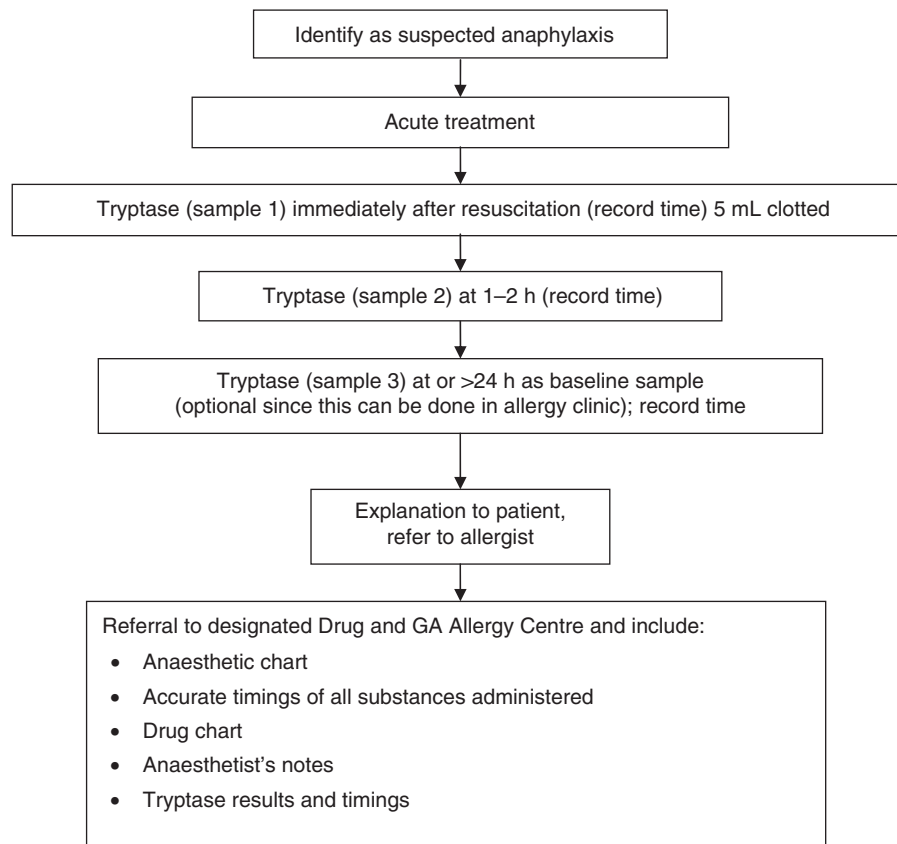 Identify as suspected anaphylaxis
Acute treatment
Tryptase (sample 1) immediately after resuscitation (record time) 5 mL clotted
Tryptase (sample 2) at 1–2 h (record time)
Tryptase (sample 3) at or >24 h as baseline sample
(optional since this can be done in allergy clinic); record time
Explanation to patient,
refer to allergist
Referral to designated Drug and GA Allergy Centre and include:
• Anaesthetic chart
• Accurate timings of all substances administered
• Drug chart
• Anaesthetist's notes
• Tryptase results and timings